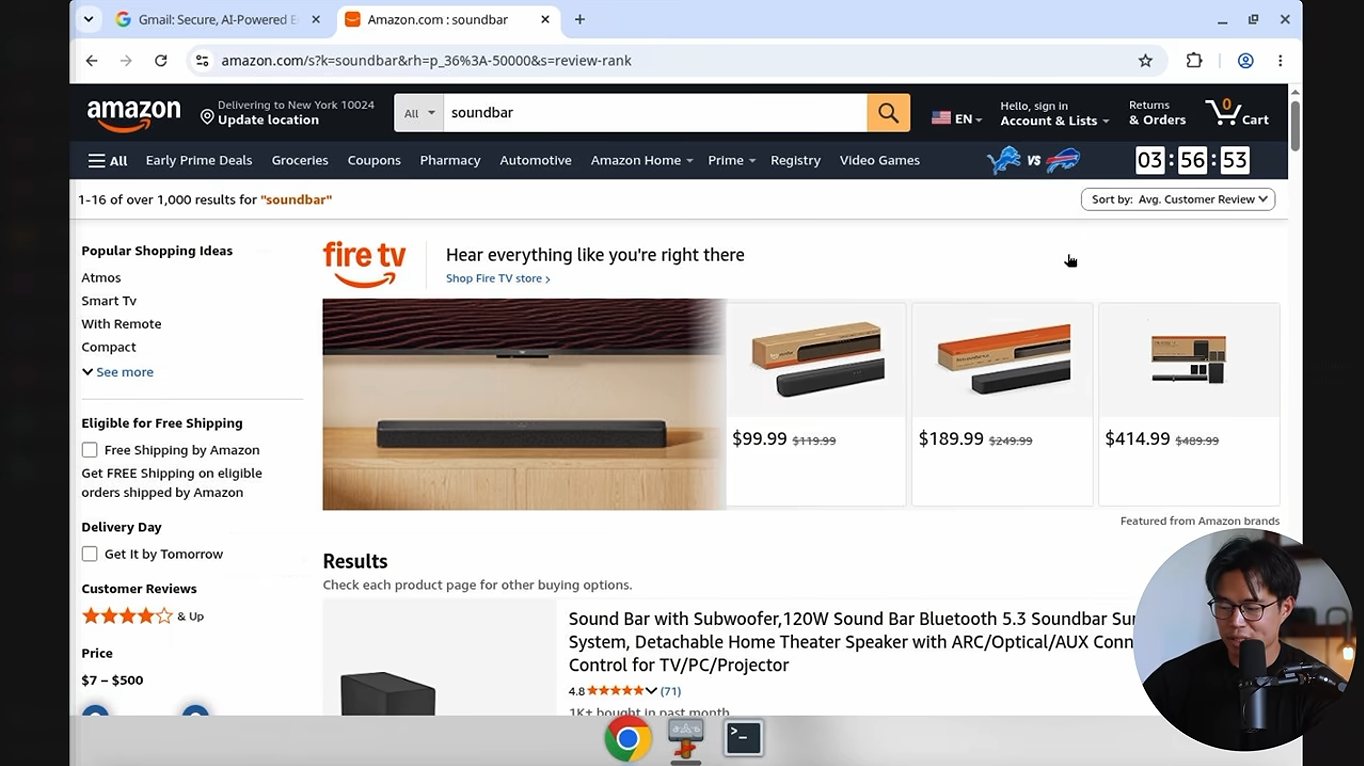 Gmail: Secure, AI-Powered E
Amazon.com : soundbar
amazon.com/s?k=soundbar&rh=p_36%3A-50000&s=review-rank
amazon
Delivering to New York 10024
Update location
All
soundbar
EN
Hello, sign in
Account & Lists
Returns
& Orders
0
Cart
All
Early Prime Deals
Groceries
Coupons
Pharmacy
Automotive
Amazon Home
Prime
Registry
Video Games
VS
03 : 56 : 53
1-16 of over 1,000 results for "soundbar"
Sort by: Avg. Customer Review
Popular Shopping Ideas
Atmos
Smart Tv
With Remote
Compact
See more
Eligible for Free Shipping
Free Shipping by Amazon
Get FREE Shipping on eligible
orders shipped by Amazon
Delivery Day
Get It by Tomorrow
Customer Reviews
& Up
Price
$7 – $500
fire tv
Hear everything like you're right there
Shop Fire TV store ›
$99.99 $119.99
$189.99 $249.99
$414.99 $489.99
Featured from Amazon brands
Results
Check each product page for other buying options.
Sound Bar with Subwoofer,120W Sound Bar Bluetooth 5.3 Soundbar Sur
System, Detachable Home Theater Speaker with ARC/Optical/AUX Conn
Control for TV/PC/Projector
4.8 (71)
1K+ bought in past month